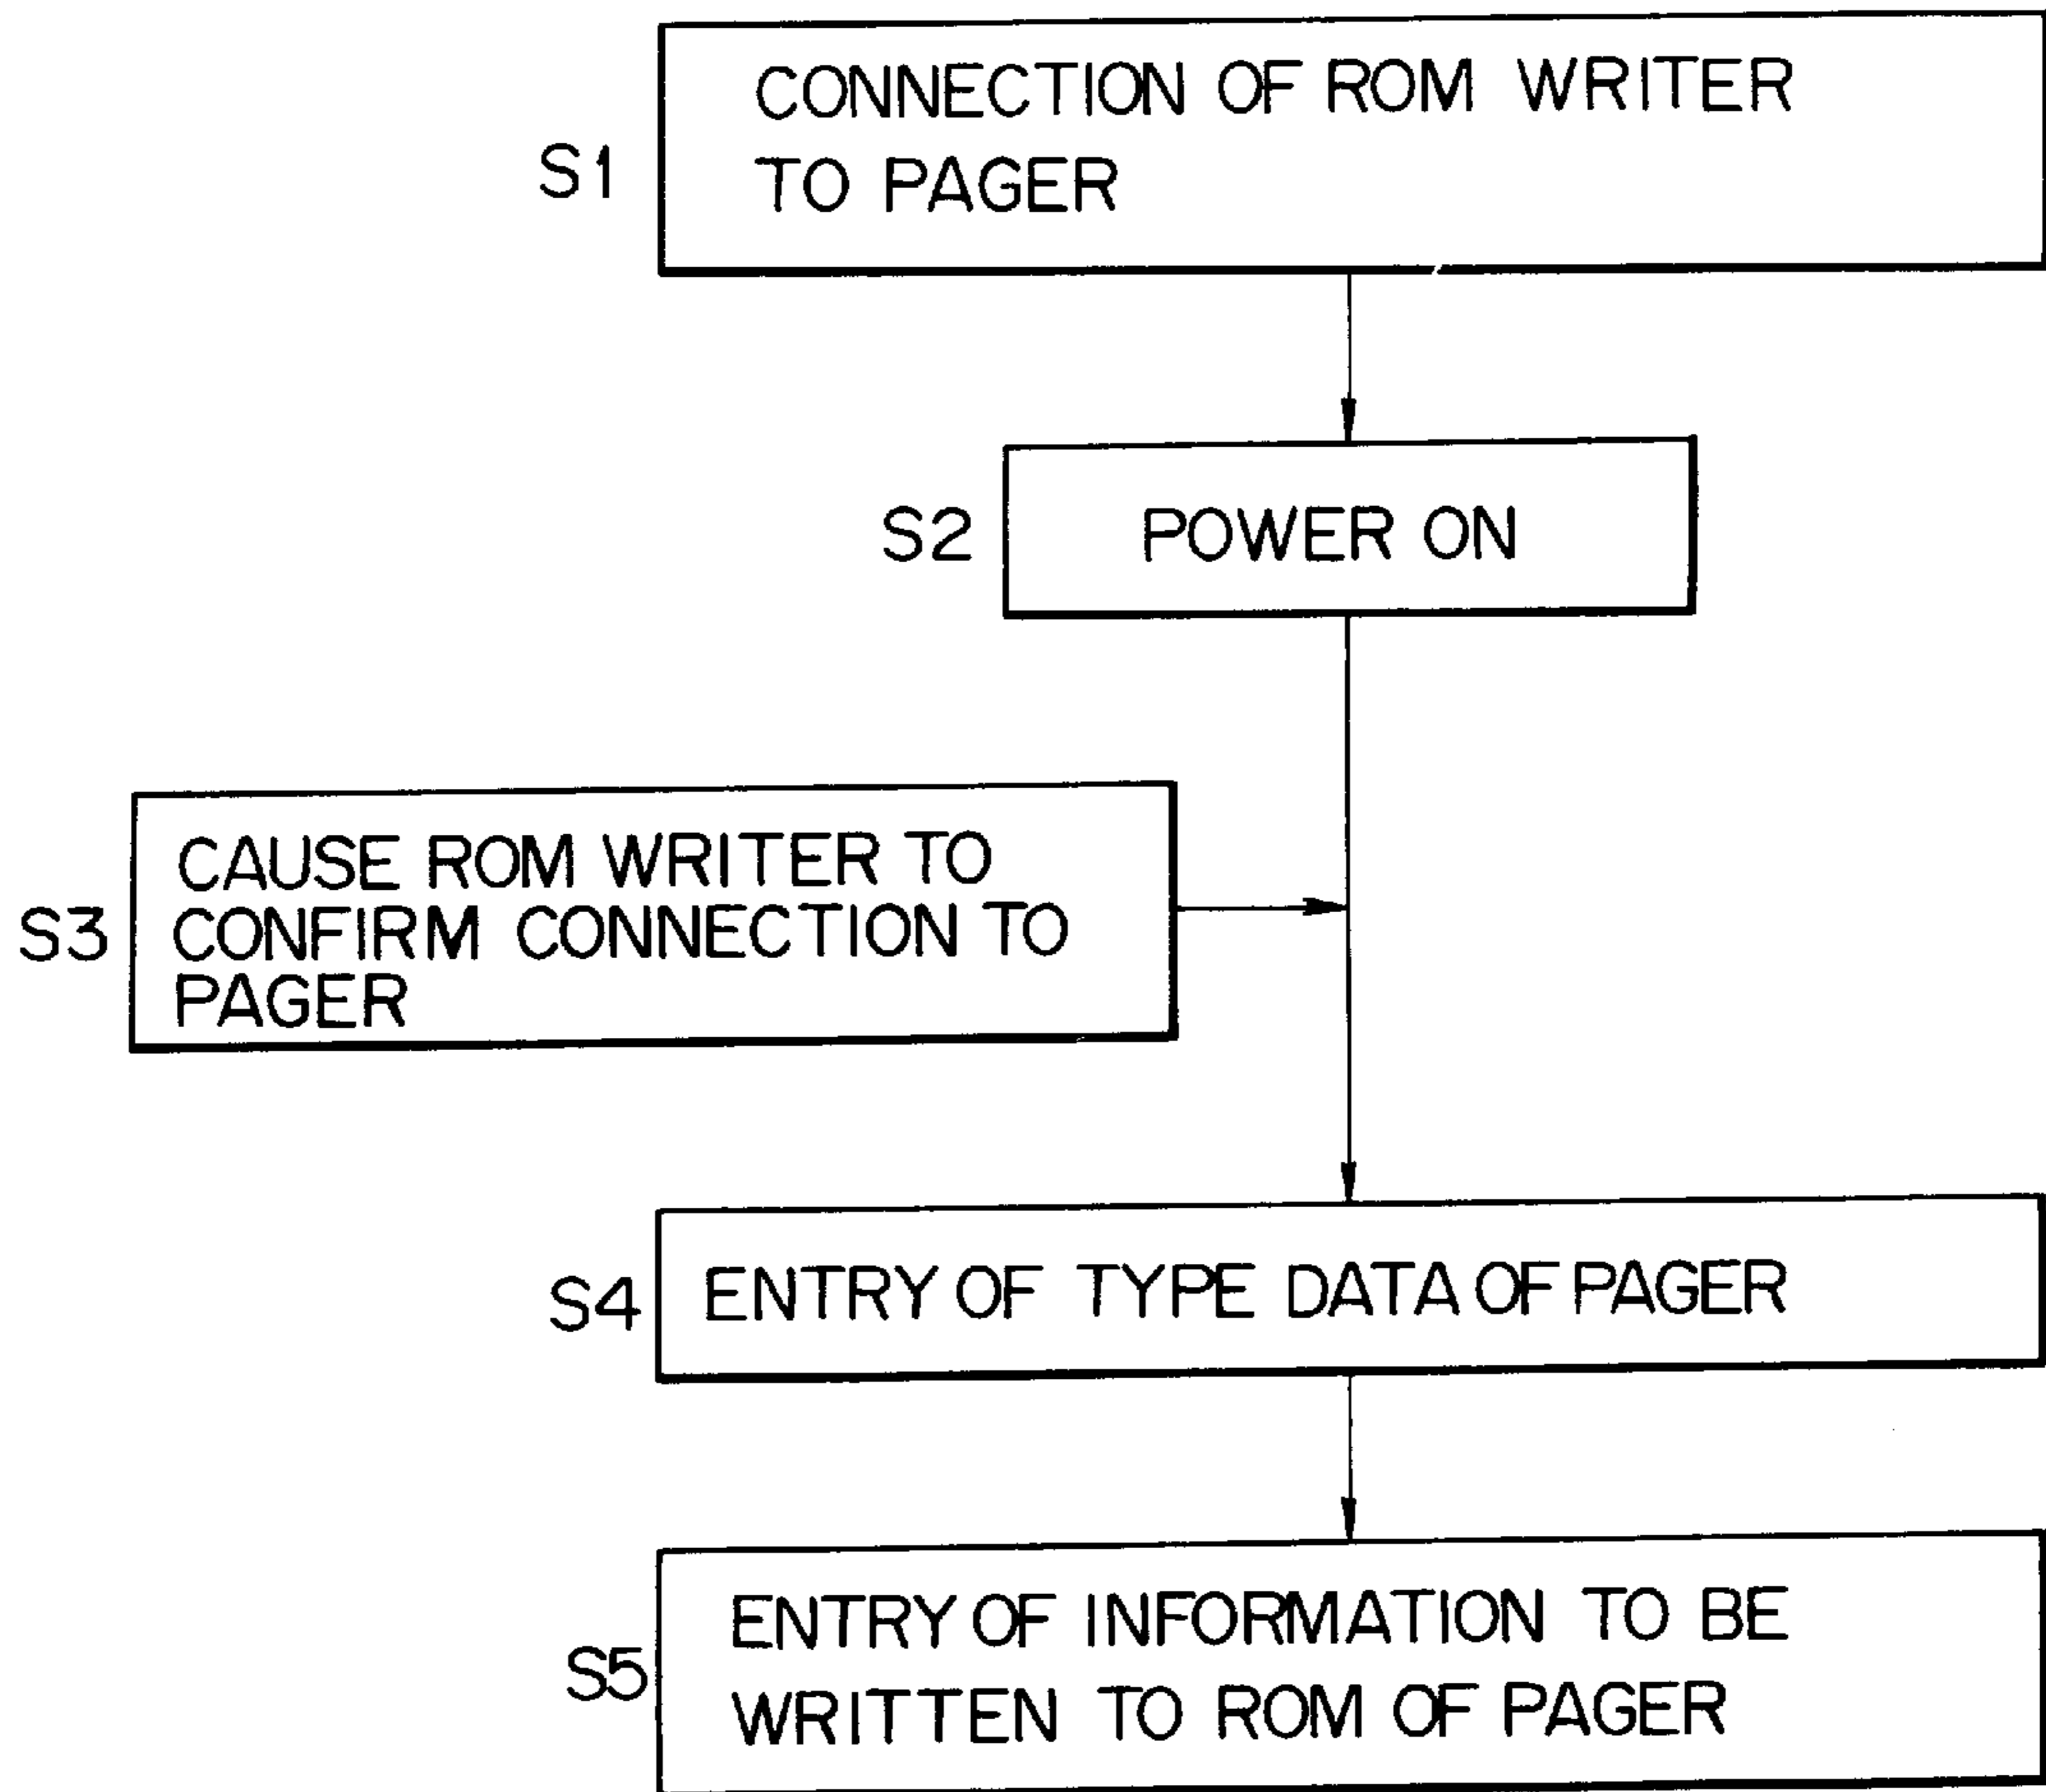 S1
CONNECTION OF ROM WRITER
TO PAGER
S2
POWER ON
S3
CAUSE ROM WRITER TO
CONFIRM CONNECTION TO
PAGER
S4
ENTRY OF TYPE DATA OF PAGER
S5
ENTRY OF INFORMATION TO BE
WRITTEN TO ROM OF PAGER